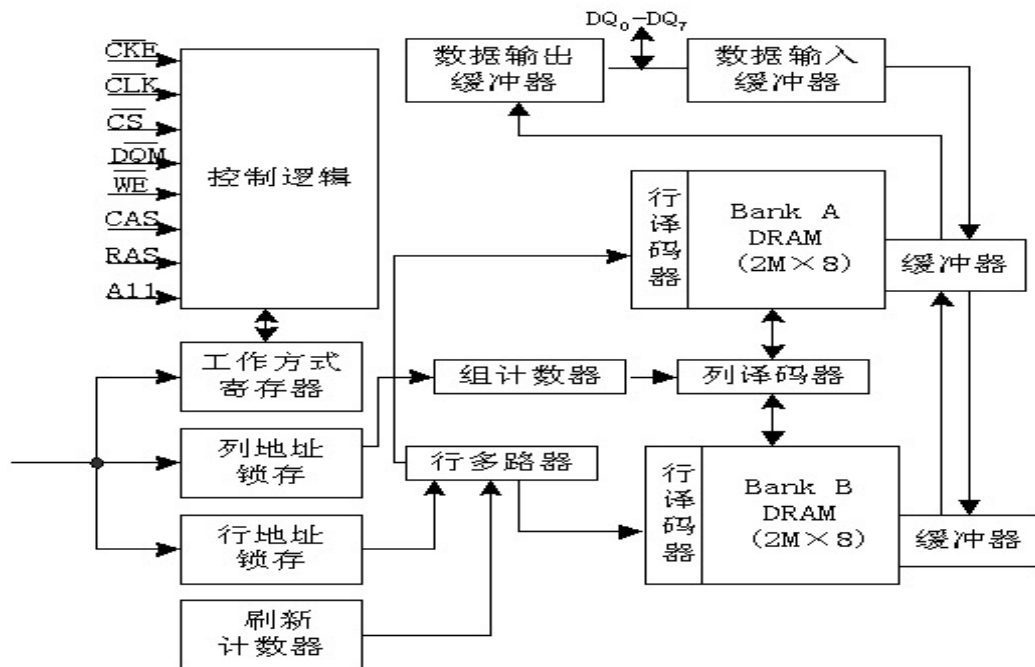 DQ₀-DQ₇
CKE
CLK
CS
DQM
WE
CAS
RAS
A11
控制逻辑
数据输出
缓冲器
数据输入
缓冲器
行译码器
Bank A
DRAM
(2M×8)
缓冲器
工作方式
寄存器
组计数器
列译码器
列地址
锁存
行多路器
行译码器
Bank B
DRAM
(2M×8)
缓冲器
行地址
锁存
刷新
计数器